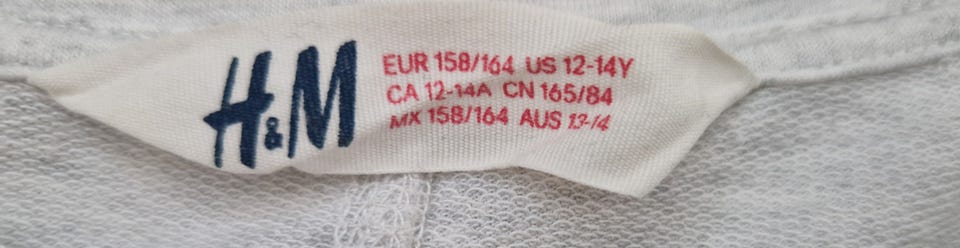 H&M
EUR 158/164 US 12-14Y
CA 12-14A CN 165/84
MX 158/164 AUS 13-14